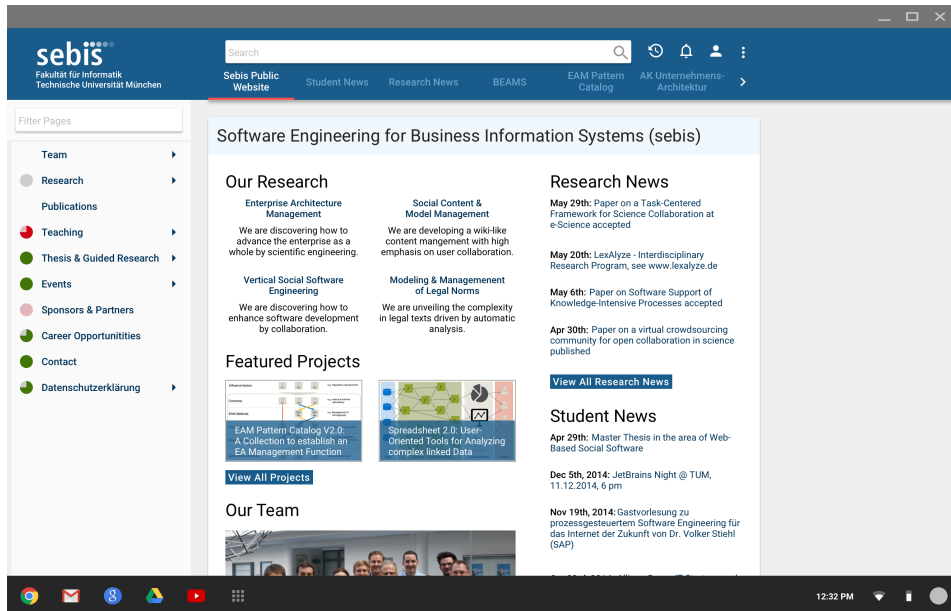 sebis
Fakultät für Informatik
Technische Universität München
Search
Sebis Public
Website
Student News
Research News
BEAMS
EAM Pattern
Catalog
AK Unternehmens-
Architektur
Filter Pages
Team
Research
Publications
Teaching
Thesis & Guided Research
Events
Sponsors & Partners
Career Opportunitities
Contact
Datenschutzerklärung
Software Engineering for Business Information Systems (sebis)
Our Research
Enterprise Architecture
Management
We are discovering how to
advance the enterprise as a
whole by scientific engineering.
Social Content &
Model Management
We are developing a wiki-like
content mangement with high
emphasis on user collaboration.
Vertical Social Software
Engineering
We are discovering how to
enhance software development
by collaboration.
Modeling & Managemement
of Legal Norms
We are unveiling the complexity
in legal texts driven by automatic
analysis.
Featured Projects
Influence factors
Concerns
EAM Methods
EAM Pattern Catalog V2.0:
A Collection to establish an
EA Management Function
Spreadsheet 2.0: User-
Oriented Tools for Analyzing
complex linked Data
View All Projects
Our Team
Research News
May 29th: Paper on a Task-Centered
Framework for Science Collaboration at
e-Science accepted
May 20th: LexAlyze - Interdisciplinary
Research Program, see www.lexalyze.de
May 6th: Paper on Software Support of
Knowledge-Intensive Processes accepted
Apr 30th: Paper on a virtual crowdsourcing
community for open collaboration in science
published
View All Research News
Student News
Apr 29th: Master Thesis in the area of Web-
Based Social Software
Dec 5th, 2014: JetBrains Night @ TUM,
11.12.2014, 6 pm
Nov 19th, 2014: Gastvorlesung zu
prozessgesteuertem Software Engineering für
das Internet der Zukunft von Dr. Volker Stiehl
(SAP)
8
12:32 PM